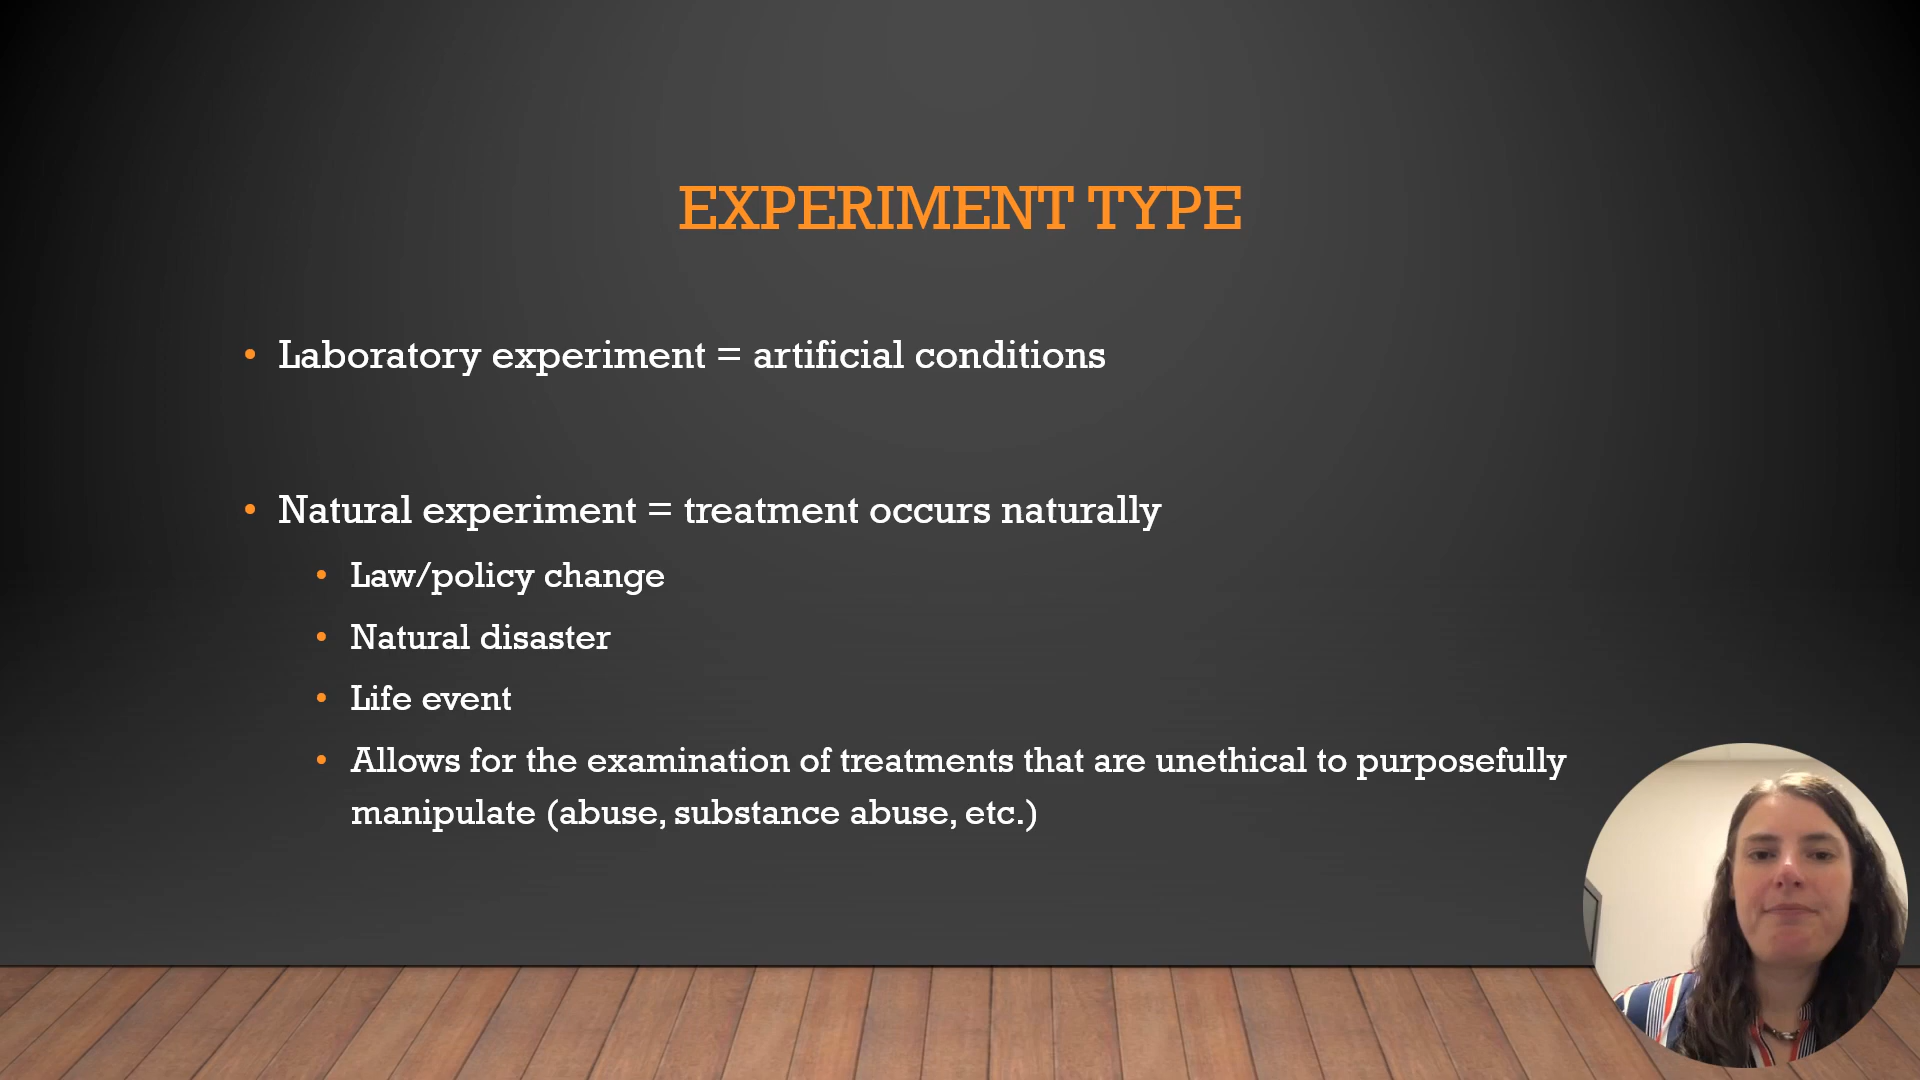 EXPERIMENT TYPE
• Laboratory experiment = artificial conditions
• Natural experiment = treatment occurs naturally
• Law/policy change
• Natural disaster
• Life event
• Allows for the examination of treatments that are unethical to purposefully
manipulate (abuse, substance abuse, etc.)